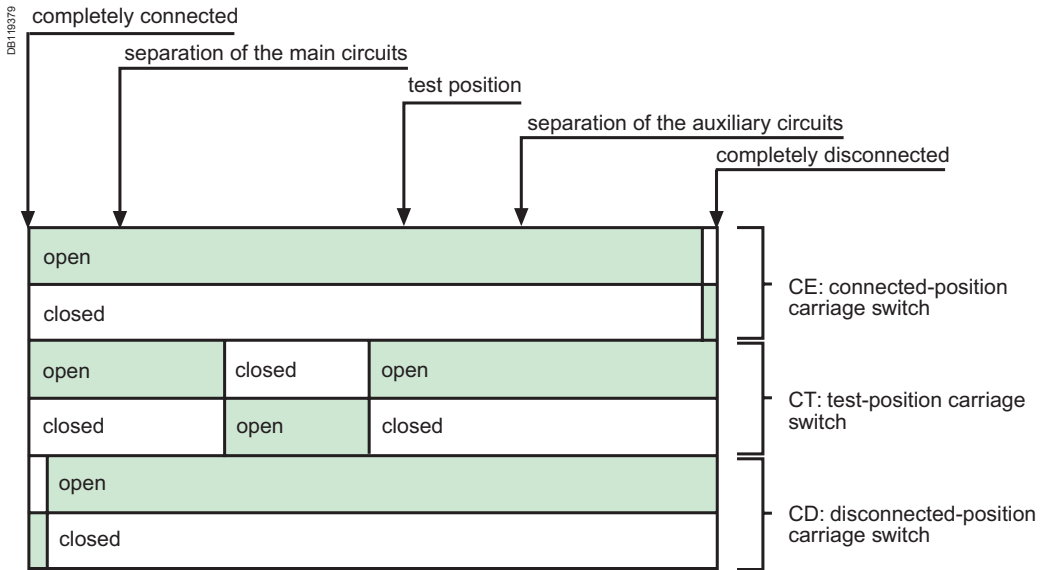 DB119379
completely connected
separation of the main circuits
test position
separation of the auxiliary circuits
completely disconnected
open
closed
CE: connected-position
carriage switch
open closed open
closed open closed
CT: test-position carriage
switch
open
closed
CD: disconnected-position
carriage switch